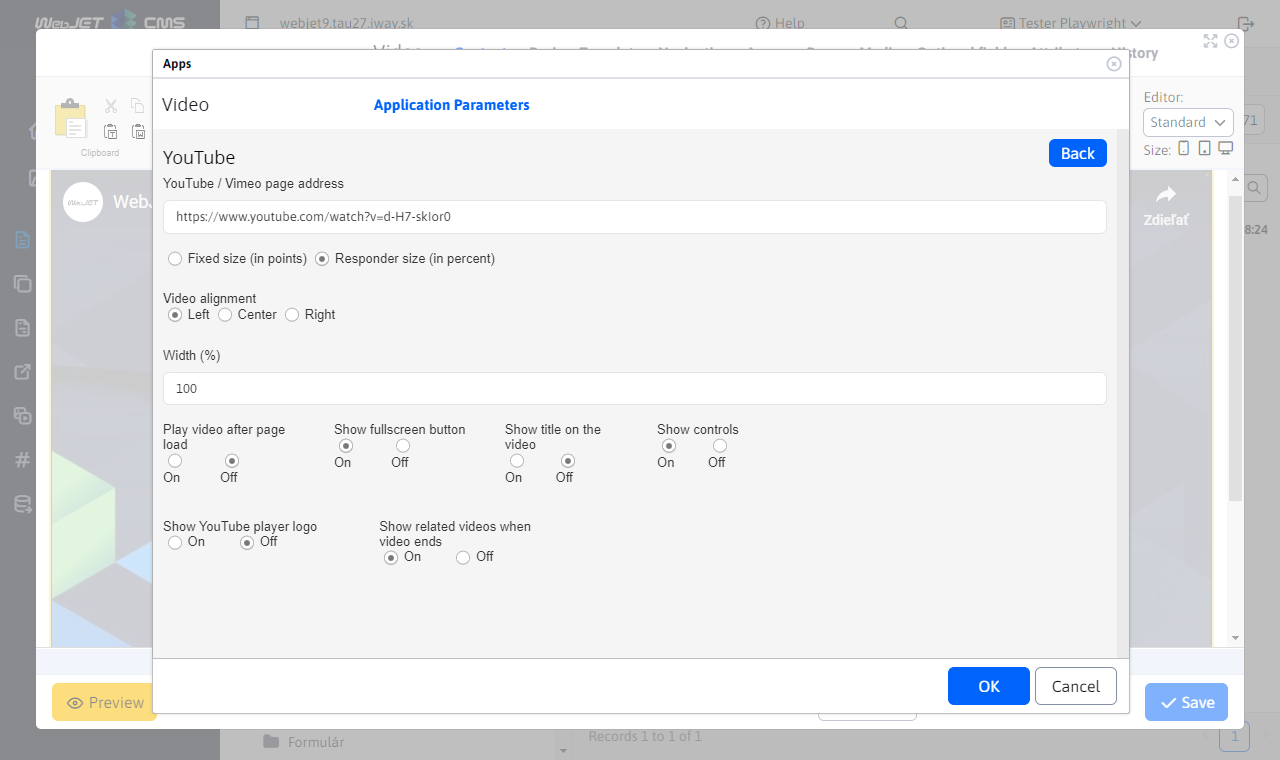 WebJET CMS
webjet9.tau27.iway.sk
Help
Tester Playwright
Apps
Video
Application Parameters
YouTube
Back
YouTube / Vimeo page address
https://www.youtube.com/watch?v=d-H7-skIor0
Fixed size (in points) Responder size (in percent)
Video alignment
Left Center Right
Width (%)
100
Play video after page load
On Off
Show fullscreen button
On Off
Show title on the video
On Off
Show controls
On Off
Show YouTube player logo
On Off
Show related videos when video ends
On Off
OK
Cancel
Clipboard
Editor:
Standard
Size:
71
WebJ
Zdieľať
8:24
Preview
Save
Formulár
Records 1 to 1 of 1
1